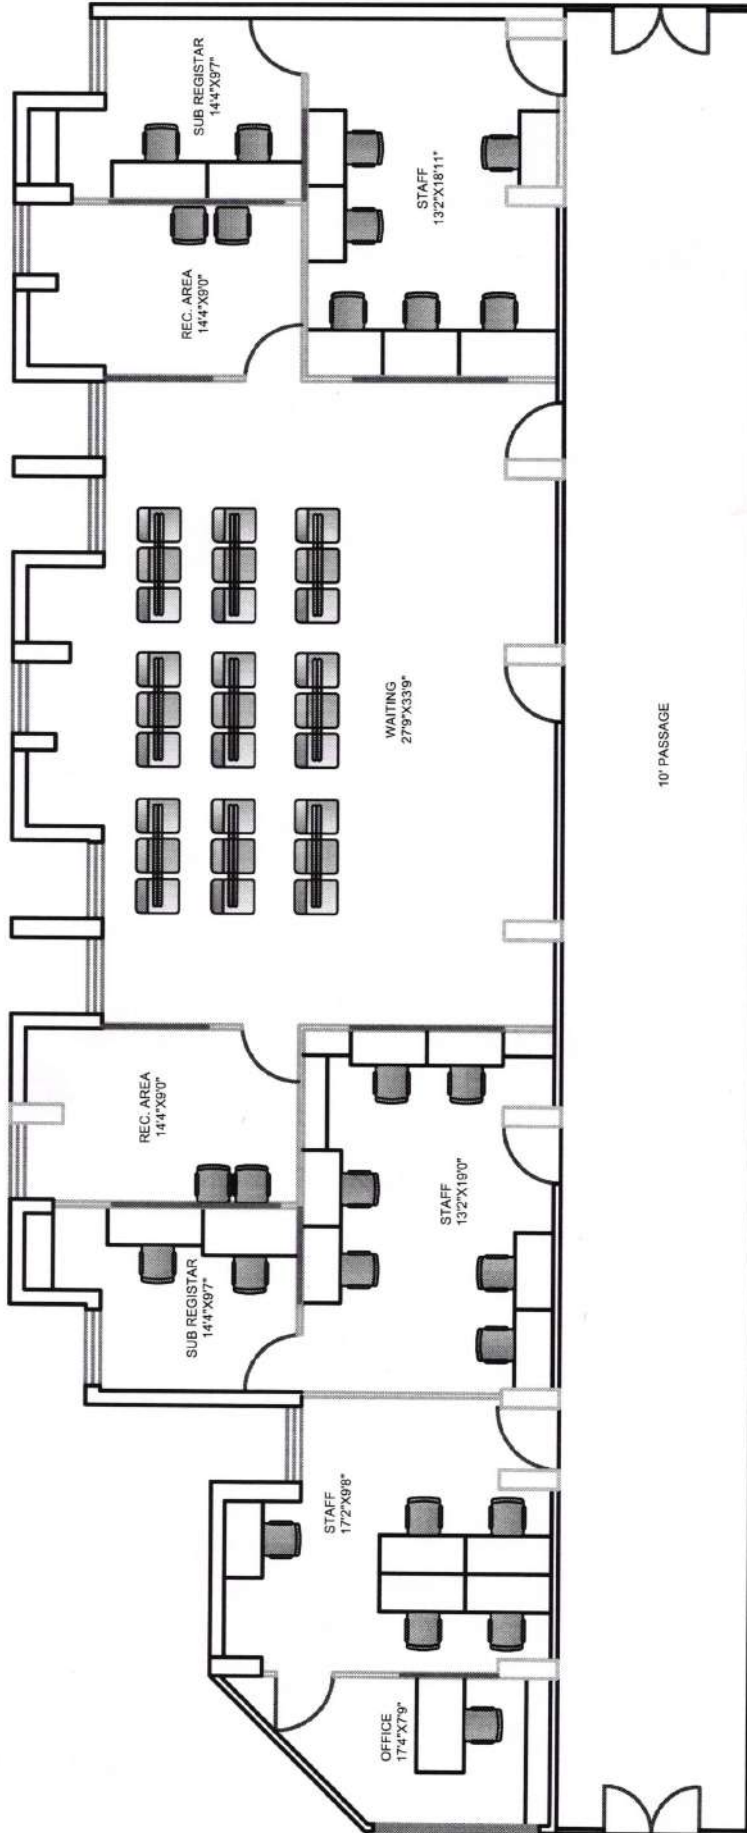 SUB REGISTAR
14'4"X9'7"
REC. AREA
14'4"X9'0"
STAFF
13'2"X18'11"
WAITING
27'9"X33'9"
10' PASSAGE
REC. AREA
14'4"X9'0"
SUB REGISTAR
14'4"X9'7"
STAFF
13'2"X19'0"
STAFF
17'2"X9'8"
OFFICE
17'4"X7'9"